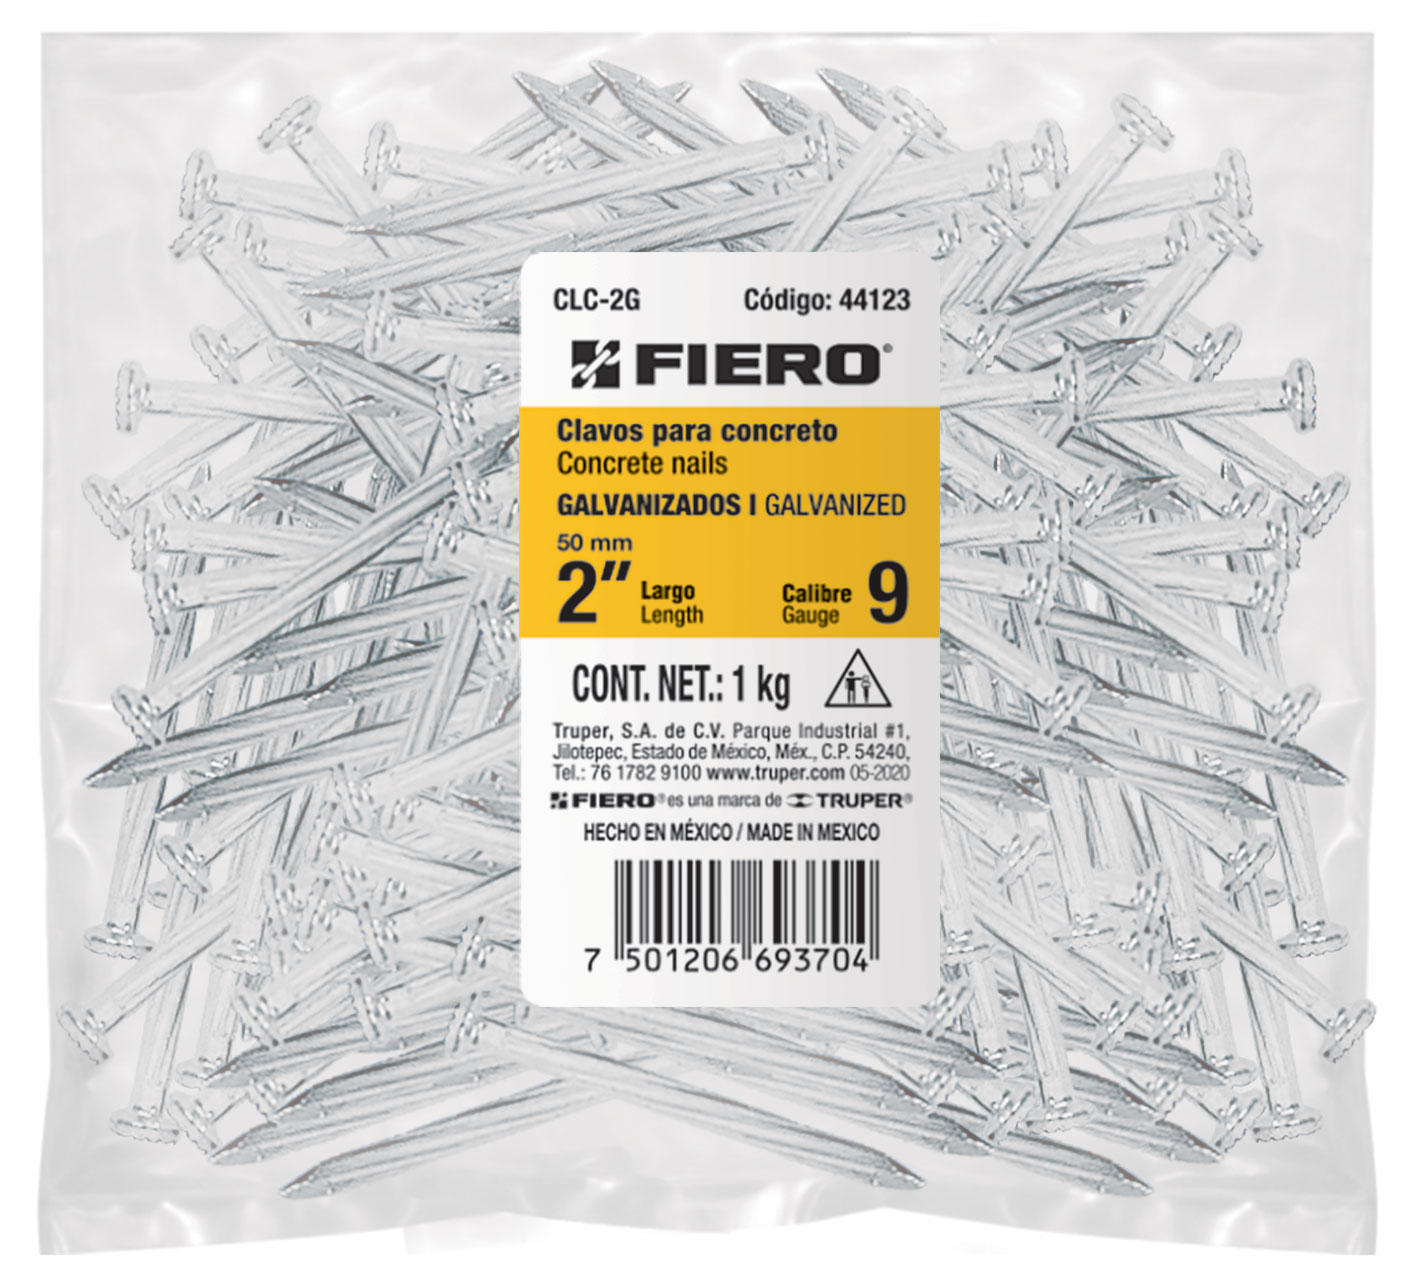 CLC-2G Código: 44123
FIERO®
Clavos para concreto
Concrete nails
GALVANIZADOS | GALVANIZED
50 mm
2" Largo Length Calibre Gauge 9
CONT. NET.: 1 kg
Truper, S.A. de C.V. Parque Industrial #1,
Jilotepec, Estado de México, Méx., C.P. 54240,
Tel.: 76 1782 9100 www.truper.com 05-2020
FIERO® es una marca de TRUPER®
HECHO EN MÉXICO / MADE IN MEXICO
7 501206 693704